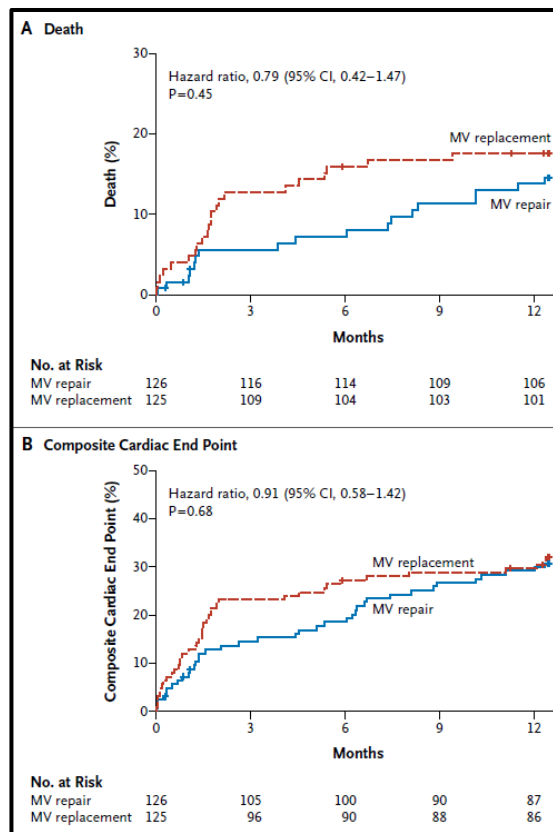 A Death
30
20
10
0
Death (%)
Hazard ratio, 0.79 (95% CI, 0.42–1.47)
P=0.45
MV replacement
MV repair
0 3 6 9 12
Months
No. at Risk
MV repair 126 116 114 109 106
MV replacement 125 109 104 103 101
B Composite Cardiac End Point
50
40
30
20
10
0
Composite Cardiac End Point (%)
Hazard ratio, 0.91 (95% CI, 0.58–1.42)
P=0.68
MV replacement
MV repair
0 3 6 9 12
Months
No. at Risk
MV repair 126 105 100 90 87
MV replacement 125 96 90 88 86